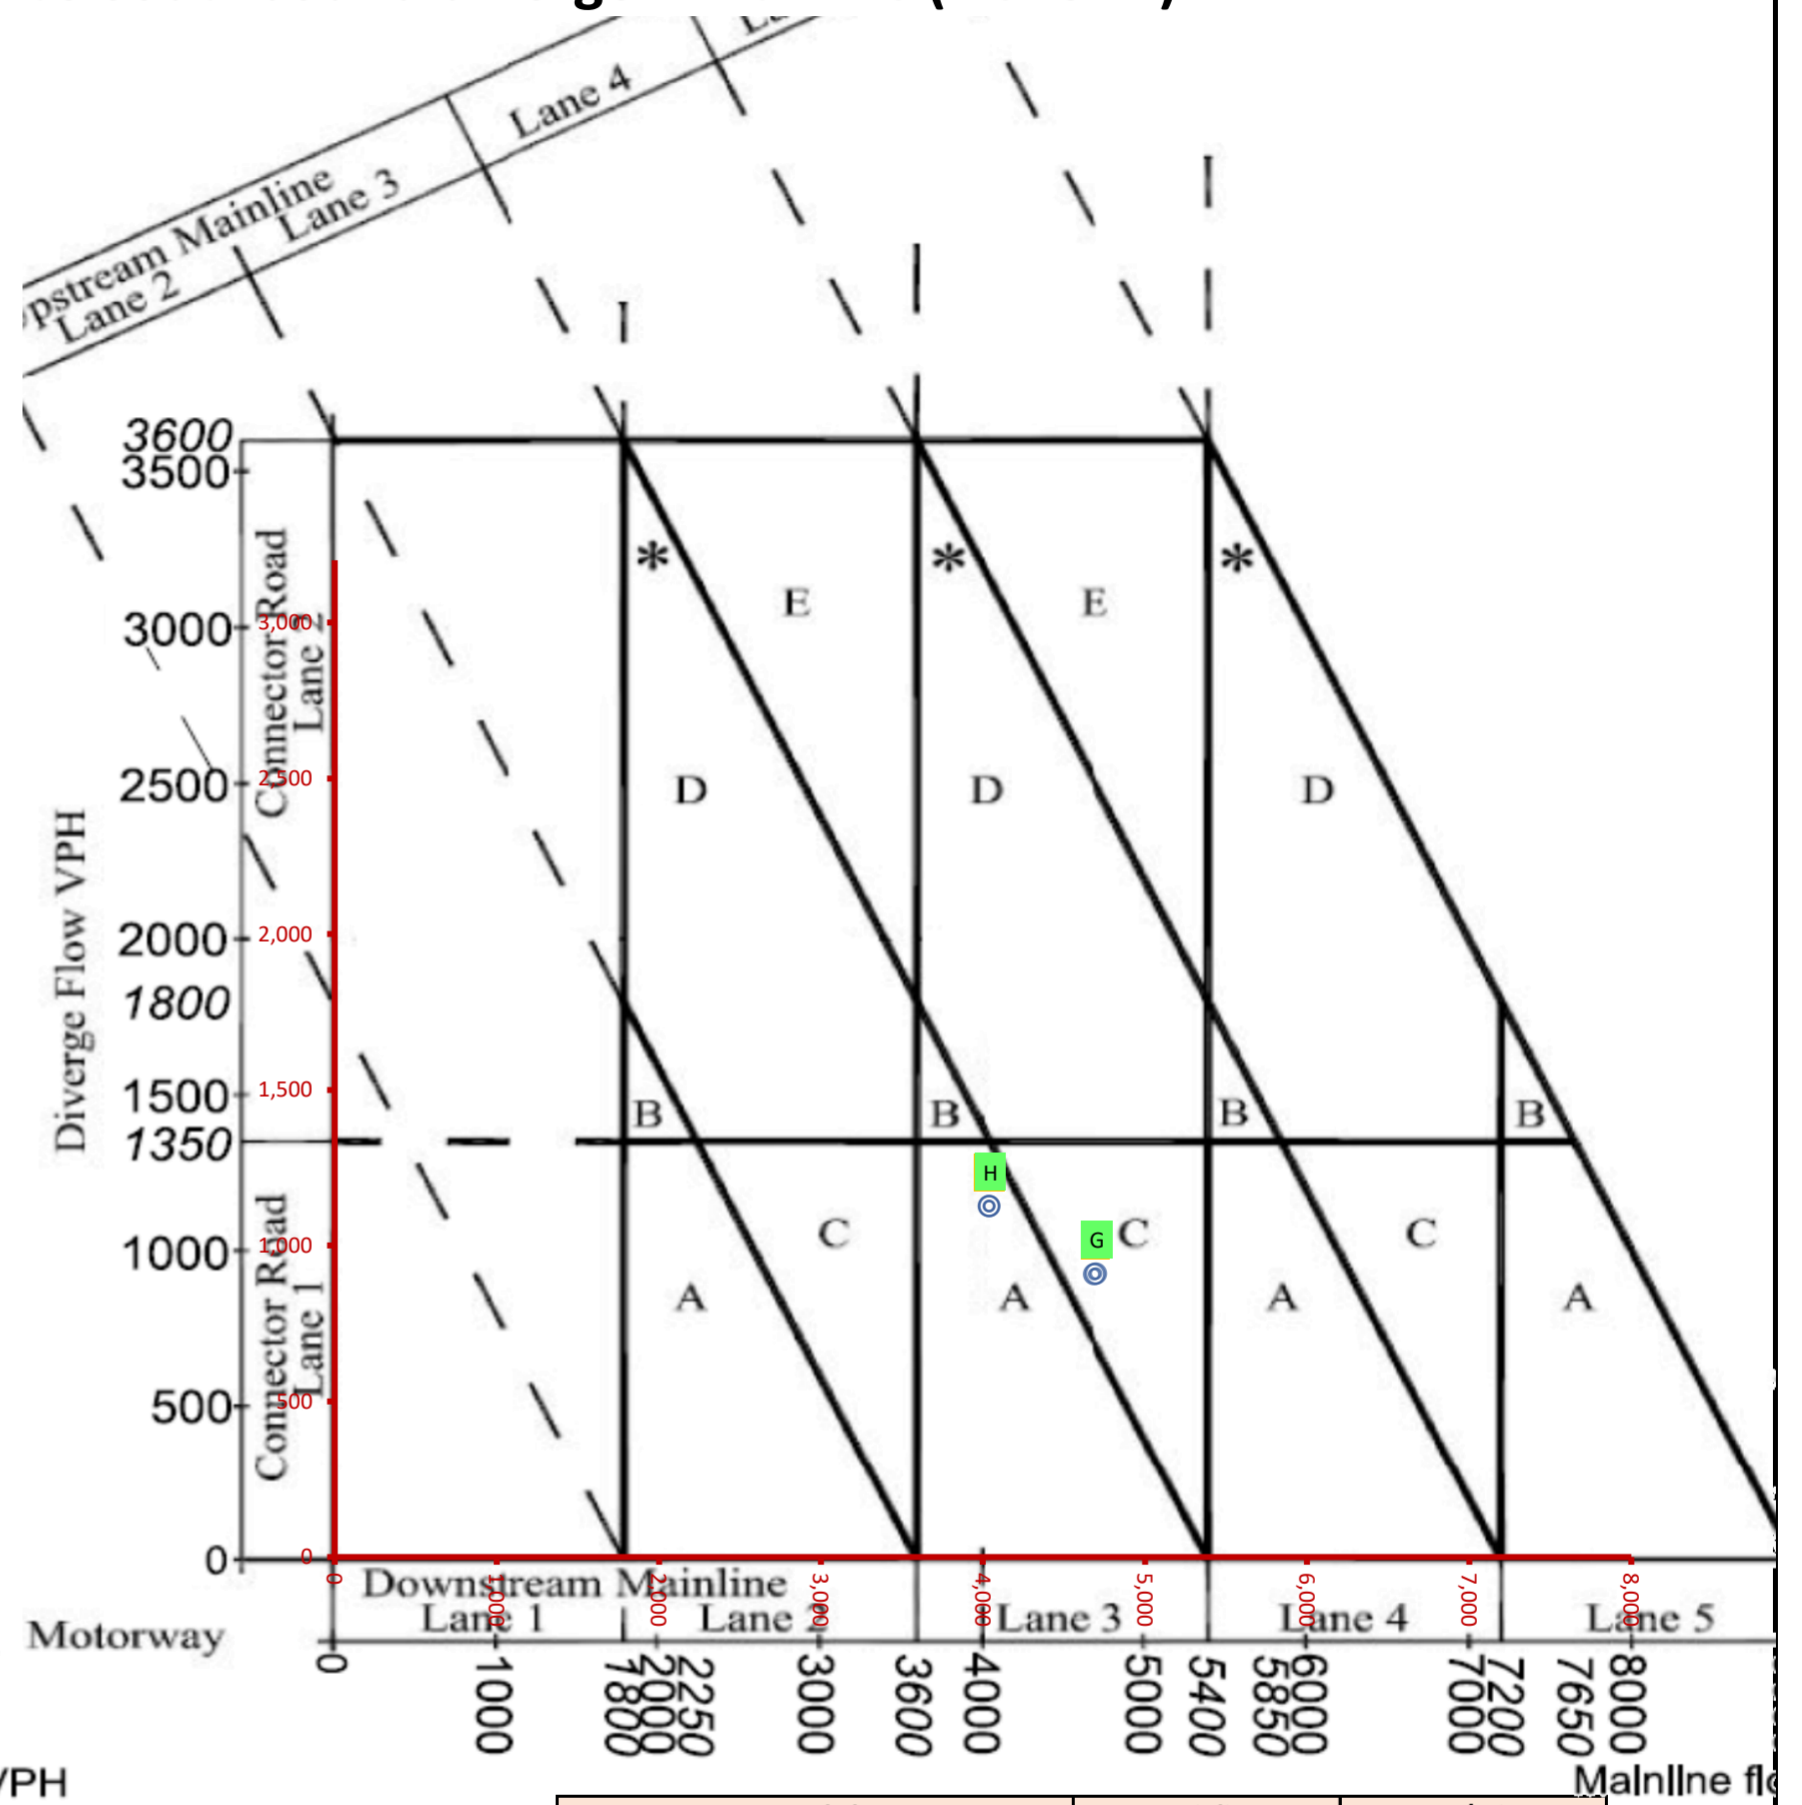 Lane 4
Lane 3
Mainline
Lane 2
3600
3500
3000
2500
2000
1800
1500
1350
1000
500
0
Diverge Flow VPH
Connector Road
Lane 2
Connector Road
Lane 1
3,000
2,500
2,000
1,500
1,000
500
0
* * *
E E
D D D
B B B B
H
G
C C C
A A A A
0 1,000 2,000 3,000 4,000 5,000 6,000 7,000 8,000
Downstream Mainline
Lane 1 Lane 2 Lane 3 Lane 4 Lane 5
Motorway
0 1000 1800 2000 2250 3000 3600 4000 5000 5400 5850 6000 7000 7200 7650 8000
VPH
Mainline